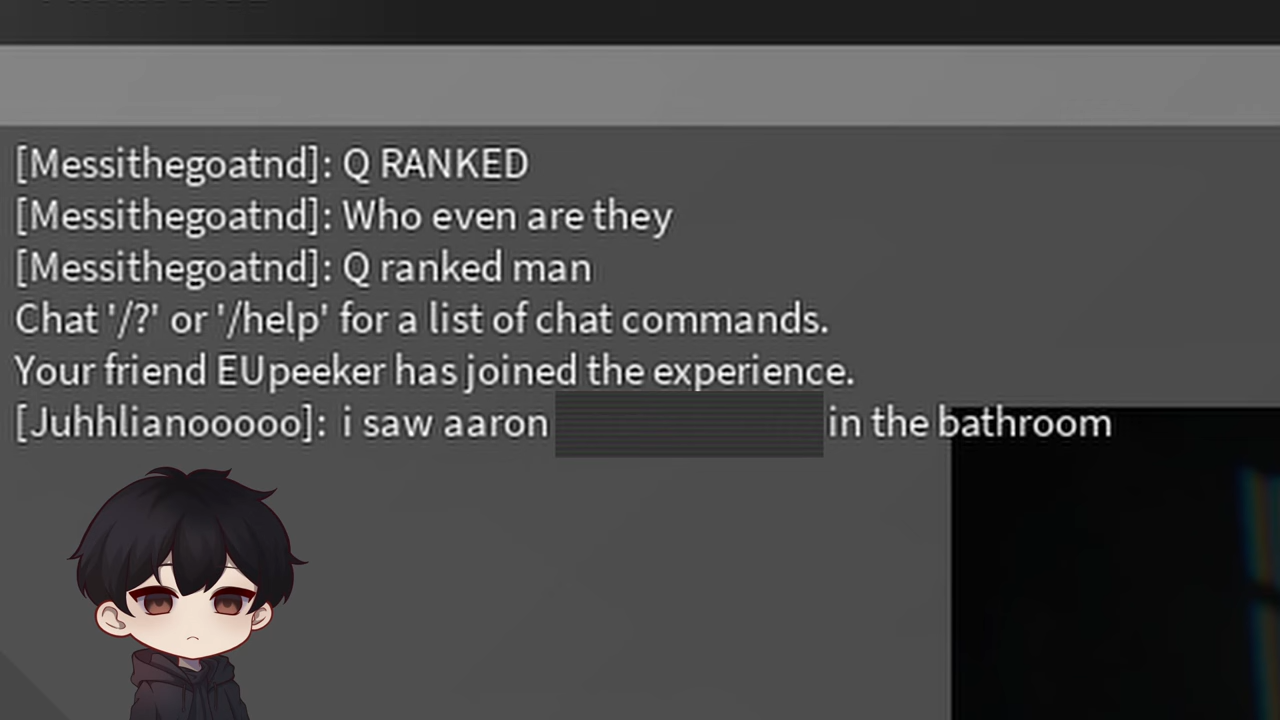 [Messithegoatnd]: Q RANKED
[Messithegoatnd]: Who even are they
[Messithegoatnd]: Q ranked man
Chat '/?' or '/help' for a list of chat commands.
Your friend EUpeeker has joined the experience.
[Juhhlianooooo]: i saw aaron in the bathroom